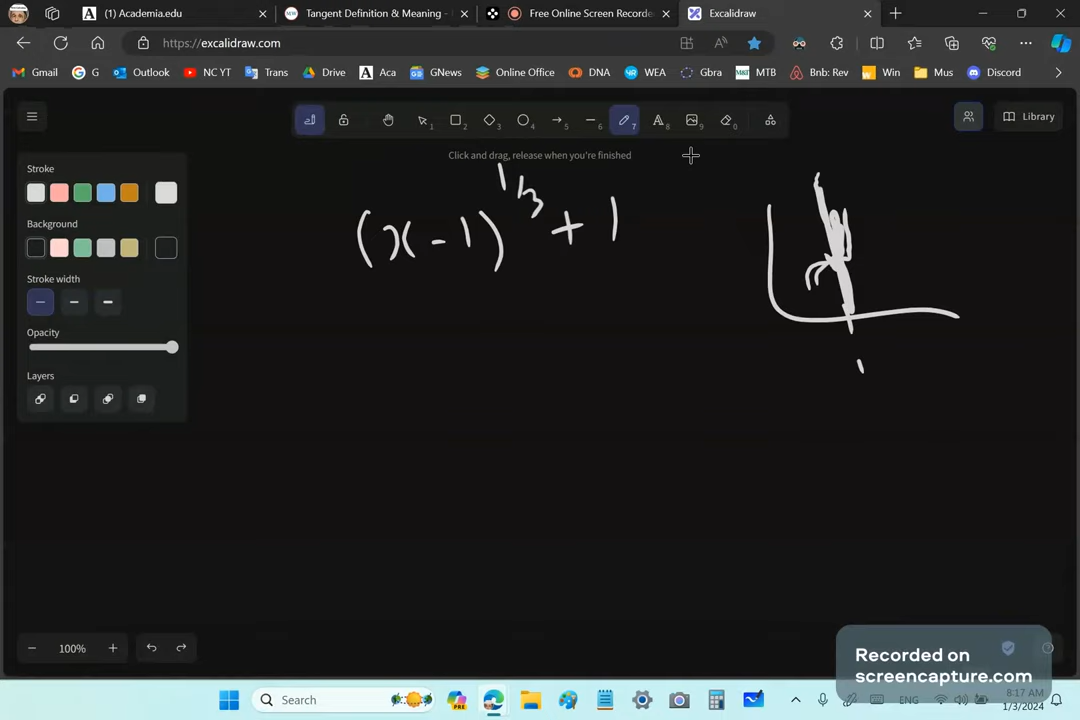 (1) Academia.edu
Tangent Definition & Meaning -
Free Online Screen Recorde
Excalidraw
https://excalidraw.com
Gmail
G
Outlook
NC YT
Trans
Drive
Aca
GNews
Online Office
DNA
WEA
Gbra
MTB
Bnb: Rev
Win
Mus
Discord
Library
Click and drag, release when you're finished
Stroke
Background
Stroke width
Opacity
Layers
(x - 1)^1/3 + 1
100%
Recorded on
screencapture.com
Search
ENG
8:17 AM
1/3/2024